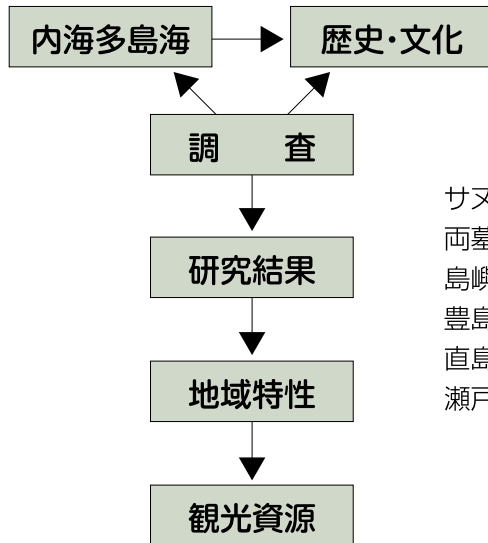 内海多島海
歴史・文化
調　　査
研究結果
地域特性
観光資源
サヌ
両墓
島嶼
豊島
直島
瀬戸